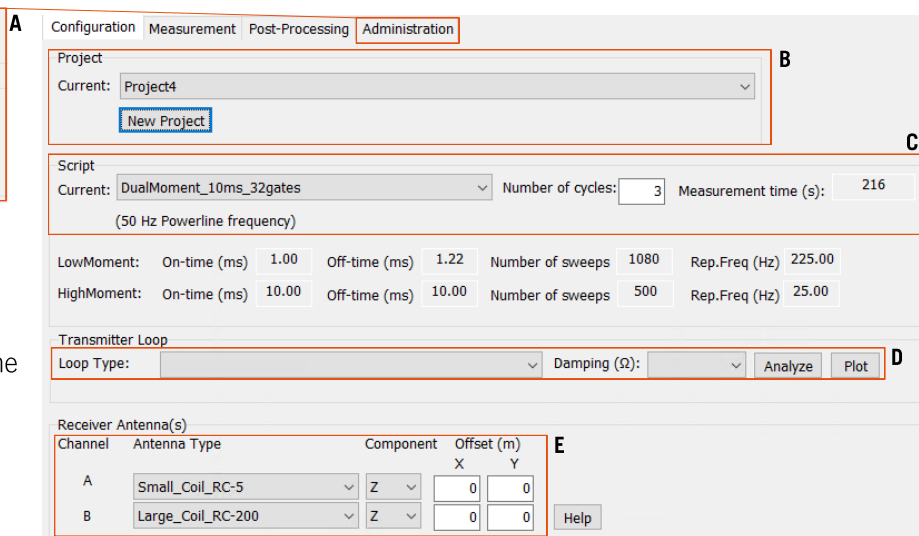 A
Configuration Measurement Post-Processing Administration
Project
B
Current: Project4
New Project
C
Script
Current: DualMoment_10ms_32gates Number of cycles: 3 Measurement time (s): 216
(50 Hz Powerline frequency)
LowMoment: On-time (ms) 1.00 Off-time (ms) 1.22 Number of sweeps 1080 Rep.Freq (Hz) 225.00
HighMoment: On-time (ms) 10.00 Off-time (ms) 10.00 Number of sweeps 500 Rep.Freq (Hz) 25.00
Transmitter Loop
Loop Type: Damping (Ω): Analyze Plot D
Receiver Antenna(s)
Channel Antenna Type Component Offset (m) E
X Y
A Small_Coil_RC-5 Z 0 0
B Large_Coil_RC-200 Z 0 0 Help